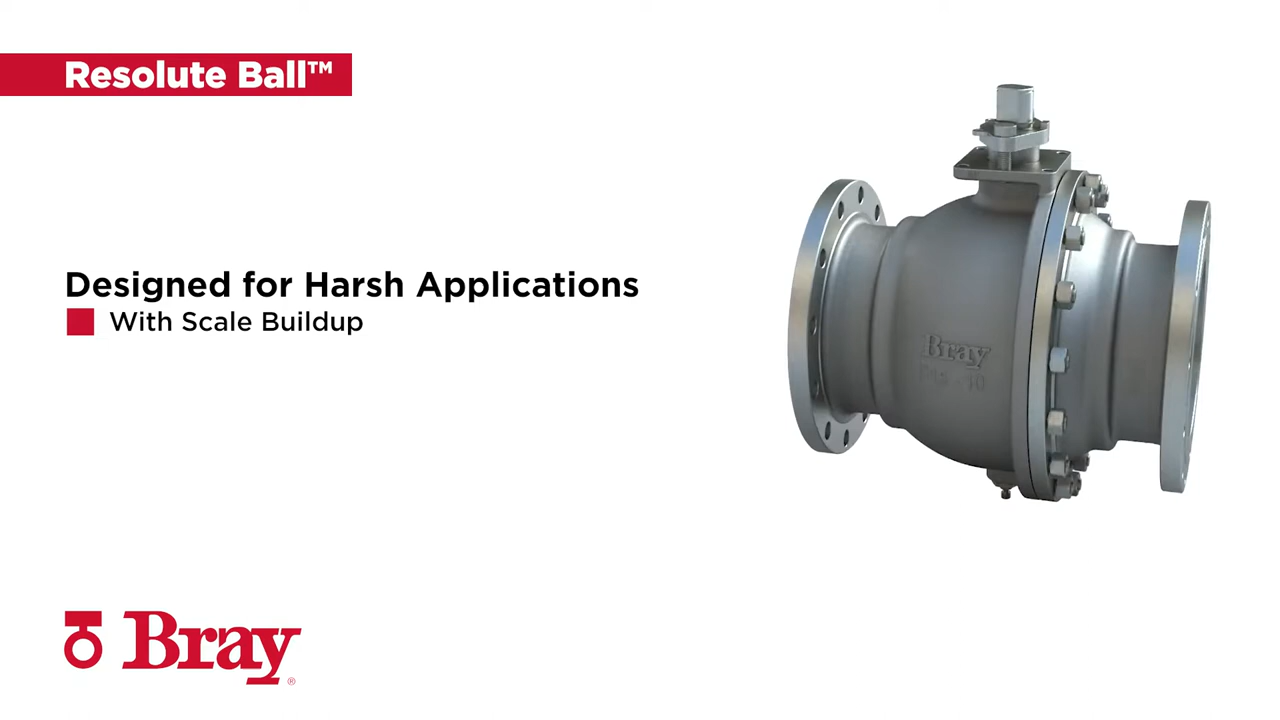 Resolute Ball™
Designed for Harsh Applications
With Scale Buildup
Bray
Bray®